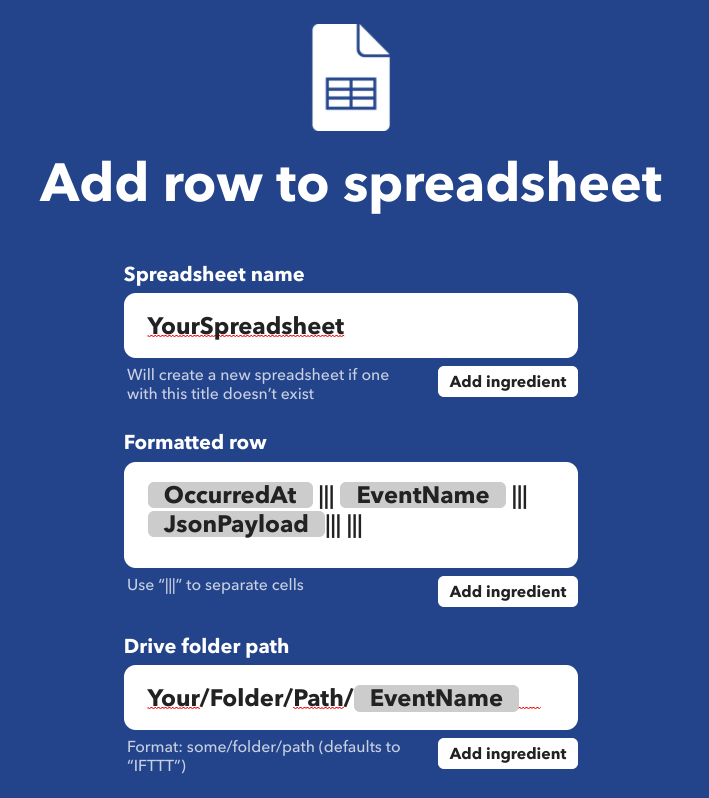 Add row to spreadsheet
Spreadsheet name
YourSpreadsheet
Will create a new spreadsheet if one
with this title doesn’t exist
Add ingredient
Formatted row
OccurredAt ||| EventName |||
JsonPayload ||| |||
Use “|||” to separate cells
Add ingredient
Drive folder path
Your/Folder/Path/ EventName
Format: some/folder/path (defaults to
“IFTTT”)
Add ingredient